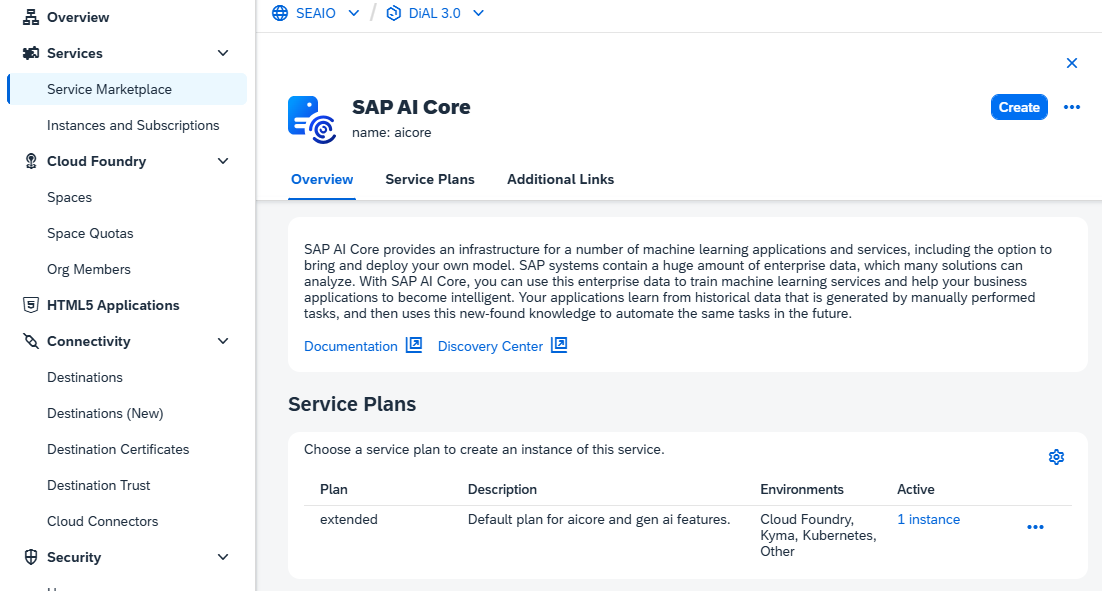 Overview
Services
Service Marketplace
Instances and Subscriptions
Cloud Foundry
Spaces
Space Quotas
Org Members
HTML5 Applications
Connectivity
Destinations
Destinations (New)
Destination Certificates
Destination Trust
Cloud Connectors
Security
SEAIO / DiAL 3.0
SAP AI Core
name: aicore
Create
Overview Service Plans Additional Links
SAP AI Core provides an infrastructure for a number of machine learning applications and services, including the option to
bring and deploy your own model. SAP systems contain a huge amount of enterprise data, which many solutions can
analyze. With SAP AI Core, you can use this enterprise data to train machine learning services and help your business
applications to become intelligent. Your applications learn from historical data that is generated by manually performed
tasks, and then uses this new-found knowledge to automate the same tasks in the future.
Documentation Discovery Center
Service Plans
Choose a service plan to create an instance of this service.
Plan Description Environments Active
extended Default plan for aicore and gen ai features. Cloud Foundry, 1 instance
Kyma, Kubernetes,
Other